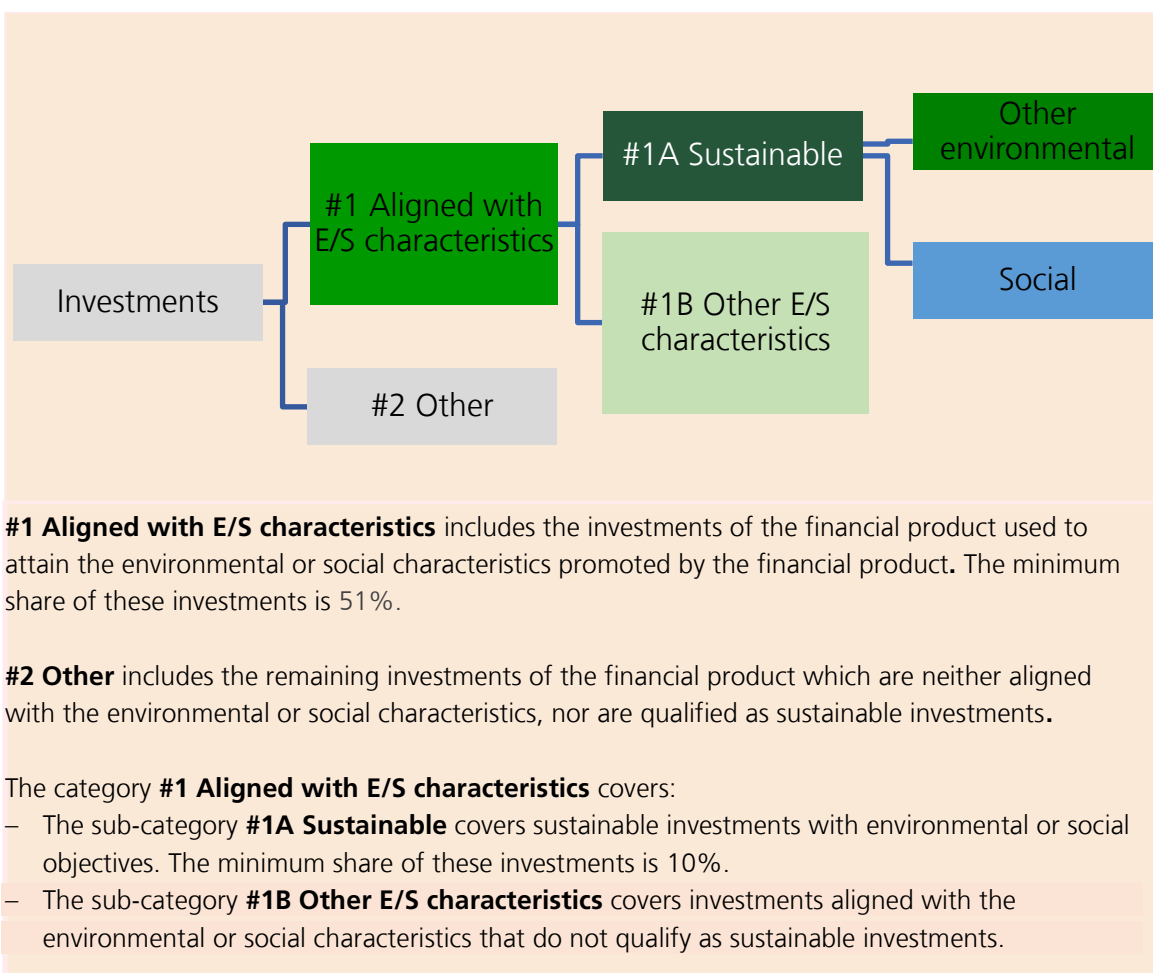 Other
environmental
#1A Sustainable
#1 Aligned with
E/S characteristics
Social
Investments
#1B Other E/S
characteristics
#2 Other
#1 Aligned with E/S characteristics includes the investments of the financial product used to
attain the environmental or social characteristics promoted by the financial product. The minimum
share of these investments is 51%.
#2 Other includes the remaining investments of the financial product which are neither aligned
with the environmental or social characteristics, nor are qualified as sustainable investments.
The category #1 Aligned with E/S characteristics covers:
– The sub-category #1A Sustainable covers sustainable investments with environmental or social
objectives. The minimum share of these investments is 10%.
– The sub-category #1B Other E/S characteristics covers investments aligned with the
environmental or social characteristics that do not qualify as sustainable investments.